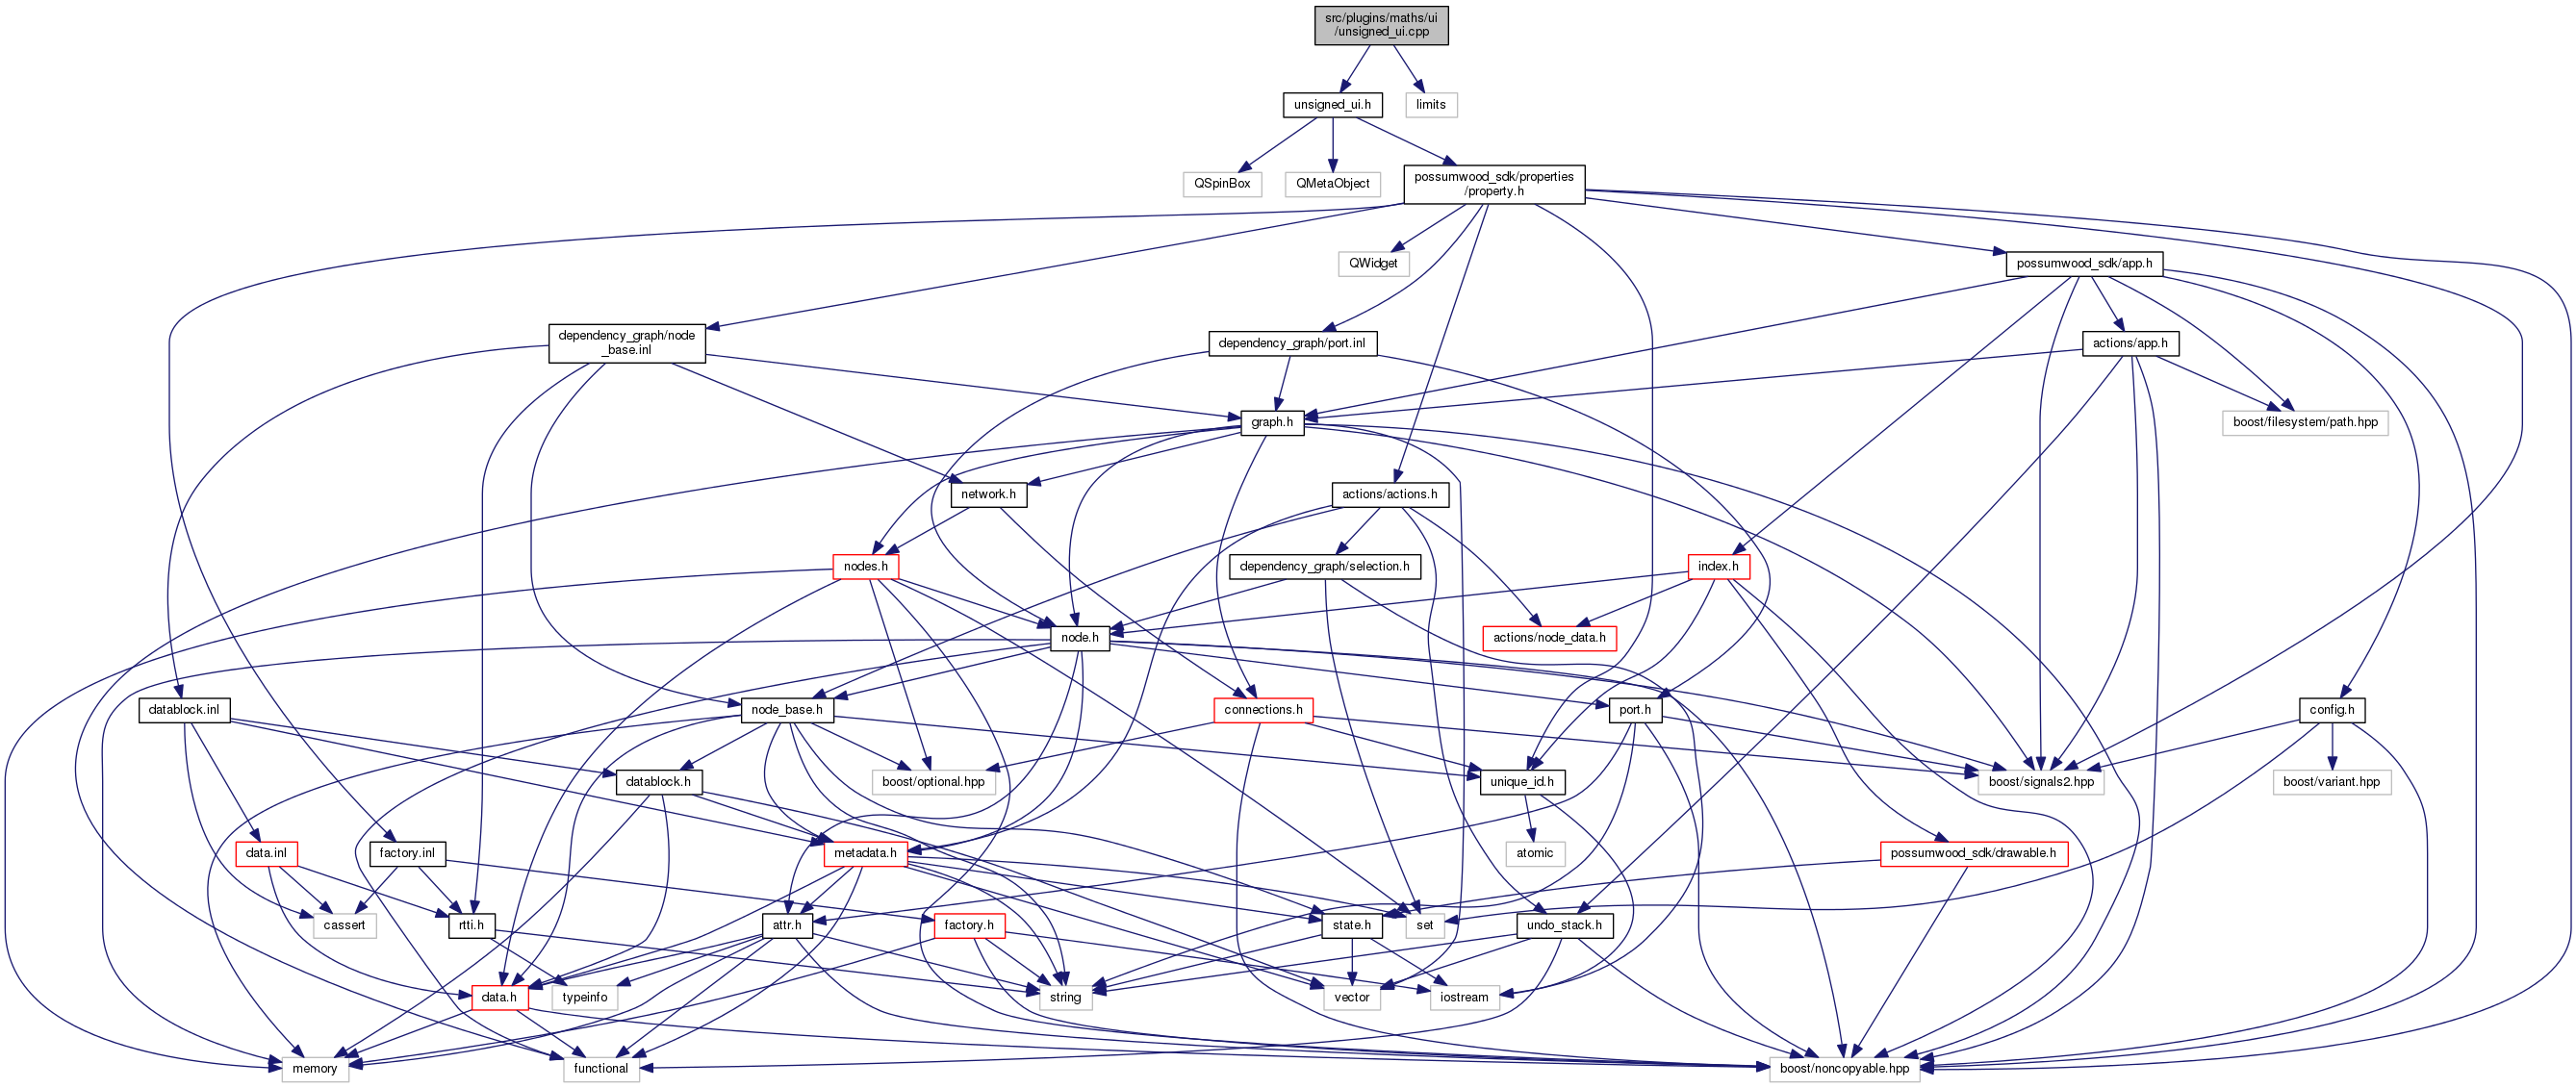 src/plugins/maths/ui
/unsigned_ui.cpp
unsigned_ui.h
limits
QSpinBox
QMetaObject
possumwood_sdk/properties
/property.h
QWidget
possumwood_sdk/app.h
dependency_graph/node
_base.inl
dependency_graph/port.inl
actions/app.h
graph.h
boost/filesystem/path.hpp
network.h
actions/actions.h
nodes.h
dependency_graph/selection.h
index.h
node.h
actions/node_data.h
datablock.inl
node_base.h
connections.h
port.h
config.h
datablock.h
boost/optional.hpp
unique_id.h
boost/signals2.hpp
boost/variant.hpp
data.inl
factory.inl
metadata.h
atomic
possumwood_sdk/drawable.h
cassert
rtti.h
attr.h
factory.h
state.h
set
undo_stack.h
data.h
typeinfo
string
vector
iostream
memory
functional
boost/noncopyable.hpp